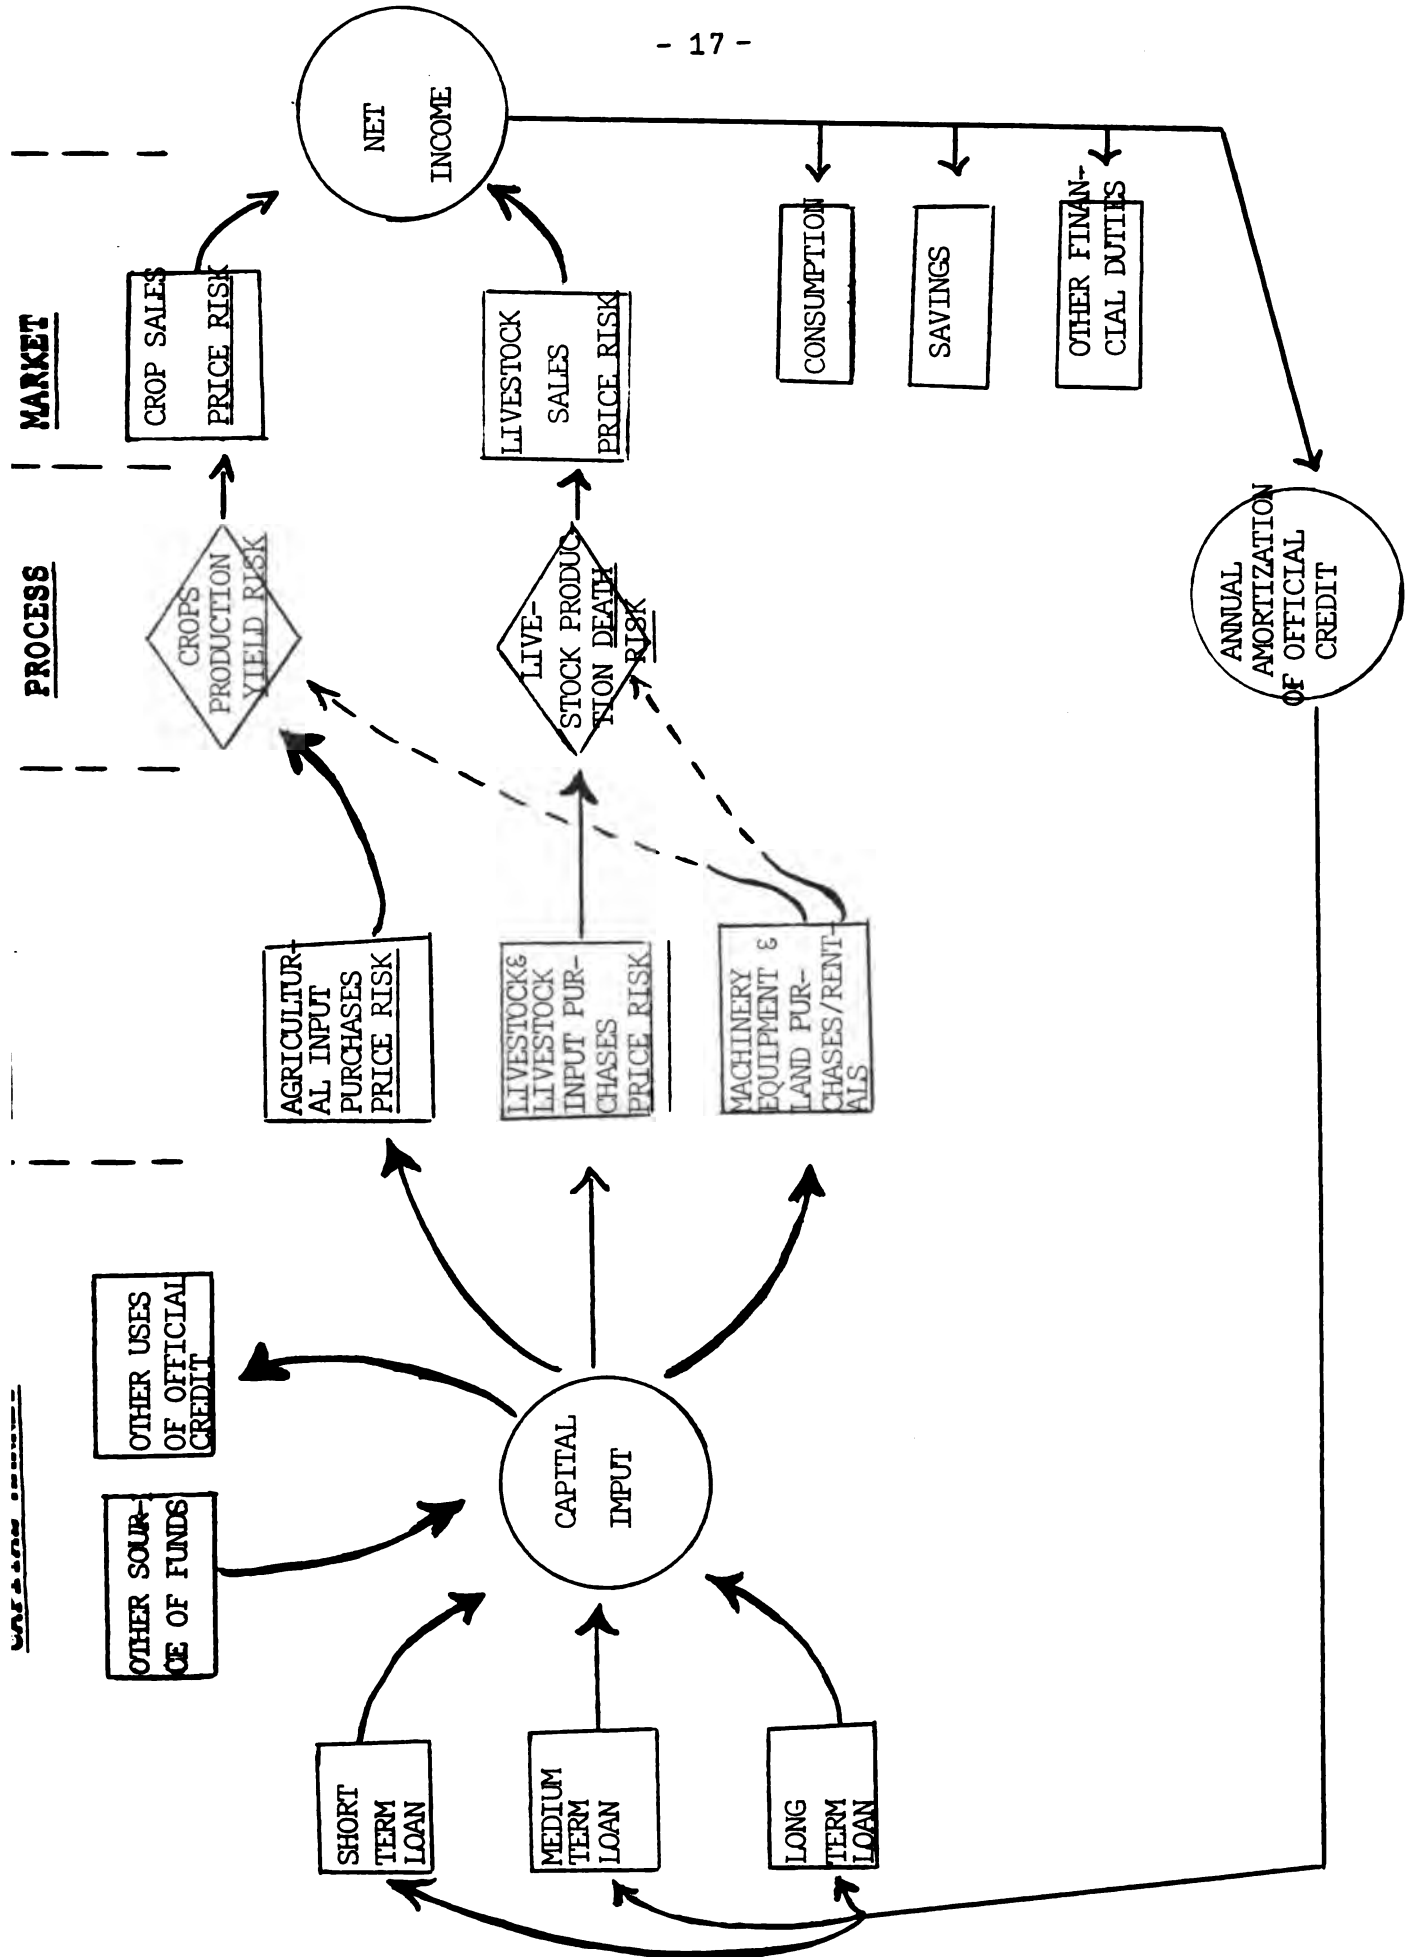 - 17 -
MARKET
PROCESS
CROP SALES
PRICE RISK
NET
INCOME
LIVESTOCK
SALES
PRICE RISK
CROPS
PRODUCTION
YIELD RISK
LIVE-
STOCK PRODUC
TION DEATH
RISK
CONSUMPTION
SAVINGS
OTHER FINAN-
CIAL DUTIES
ANNUAL
AMORTIZATION
OF OFFICIAL
CREDIT
AGRICULTUR-
AL INPUT
PURCHASES
PRICE RISK
LIVESTOCK&
LIVESTOCK
INPUT PUR-
CHASES
PRICE RISK
MACHINERY
EQUIPMENT &
LAND PUR-
CHASES/RENT-
ALS
OTHER USES
OF OFFICIAL
CREDIT
OTHER SOUR-
CE OF FUNDS
CAPITAL
IMPUT
SHORT
TERM
LOAN
MEDIUM
TERM
LOAN
LONG
TERM
LOAN